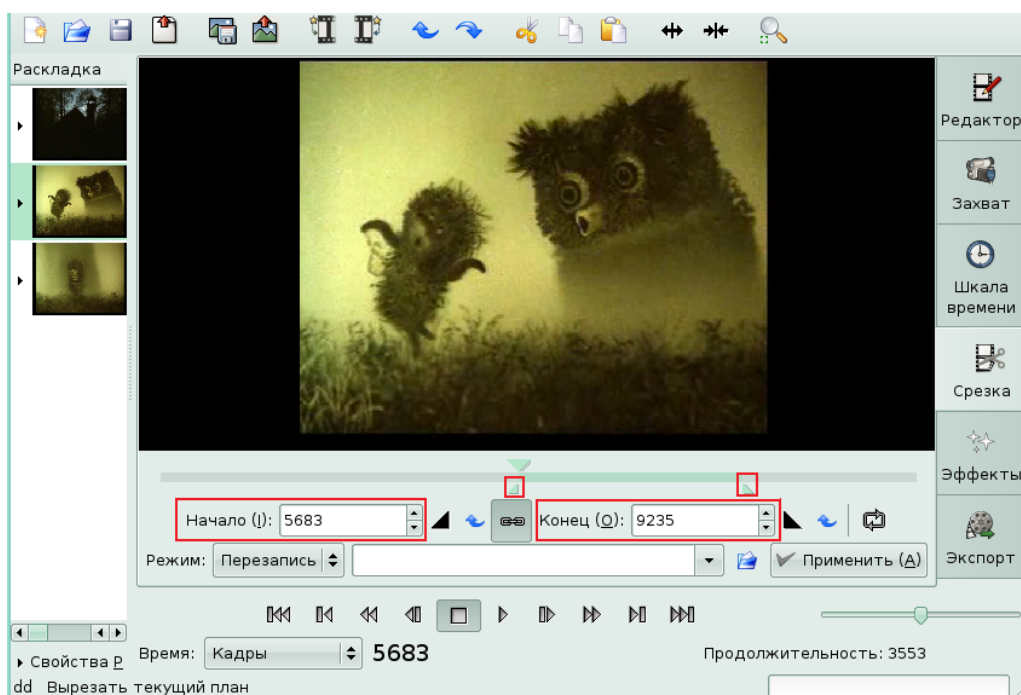 Раскладка
Редактор
Захват
Шкала
времени
Срезка
Эффекты
Экспорт
Начало (I): 5683
Конец (O): 9235
Режим: Перезапись
Применить (A)
Время: Кадры 5683
Продолжительность: 3553
Свойства P
dd Вырезать текущий план